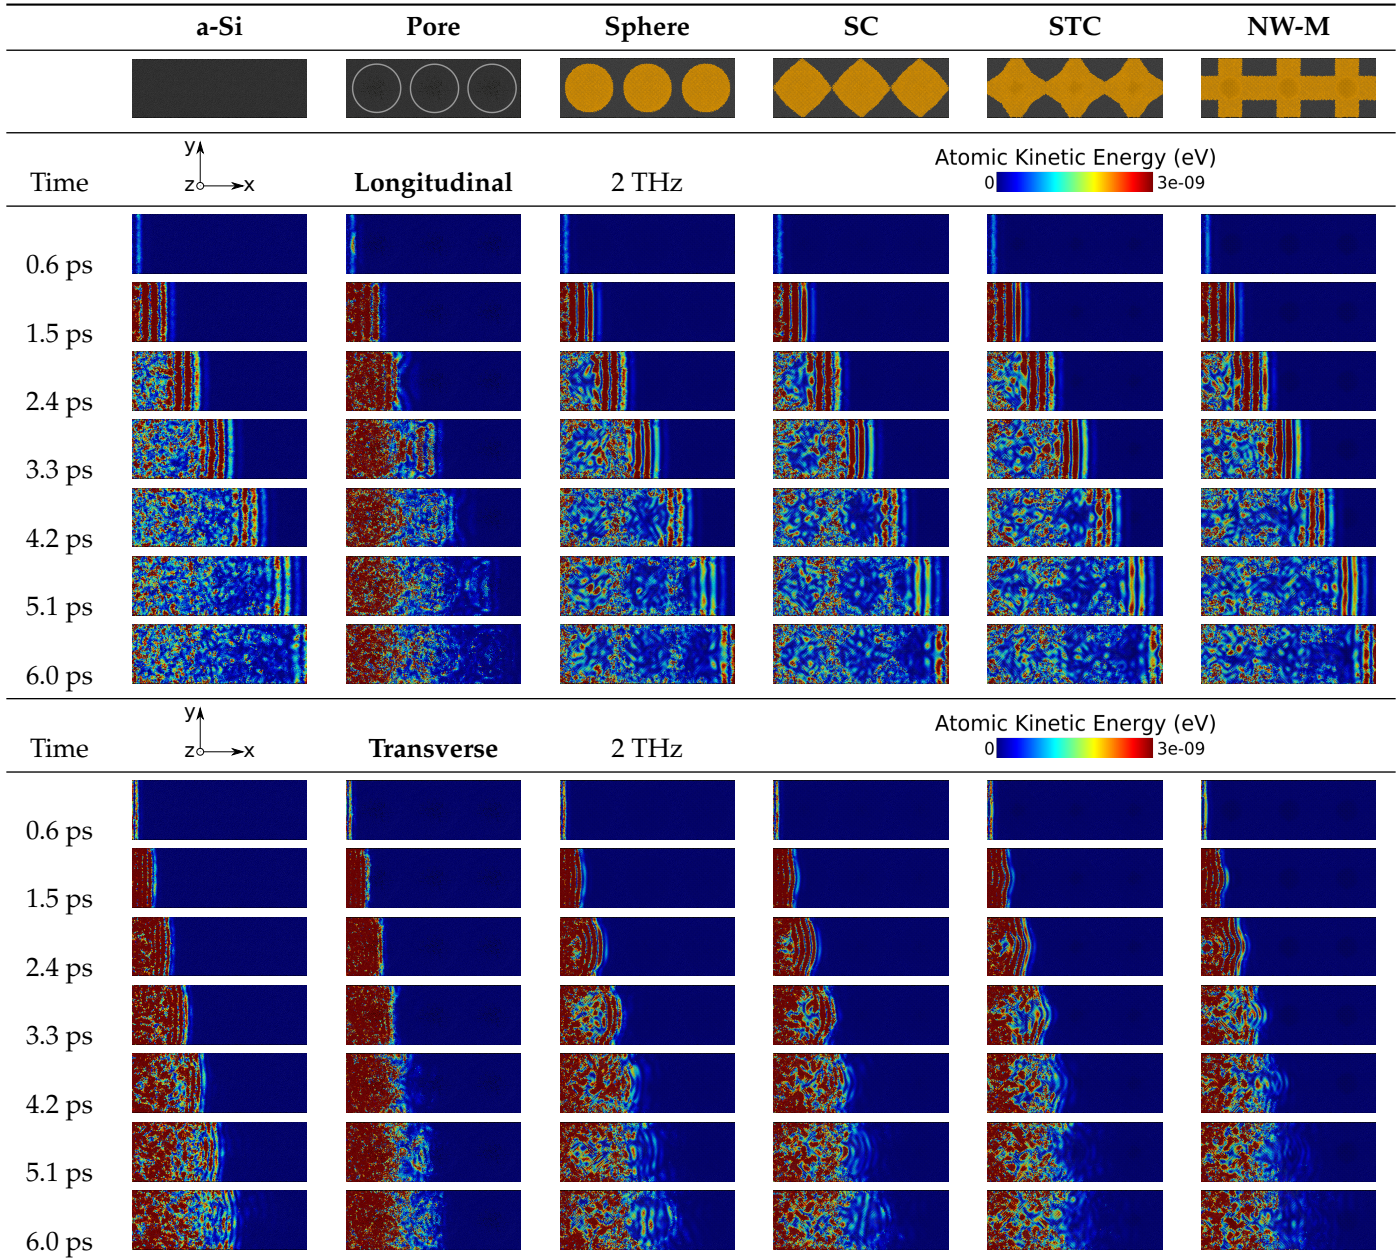 a-Si Pore Sphere SC STC NW-M
Atomic Kinetic Energy (eV)
Time y z x Longitudinal 2 THz 0 3e-09
0.6 ps
1.5 ps
2.4 ps
3.3 ps
4.2 ps
5.1 ps
6.0 ps
Atomic Kinetic Energy (eV)
Time y z x Transverse 2 THz 0 3e-09
0.6 ps
1.5 ps
2.4 ps
3.3 ps
4.2 ps
5.1 ps
6.0 ps